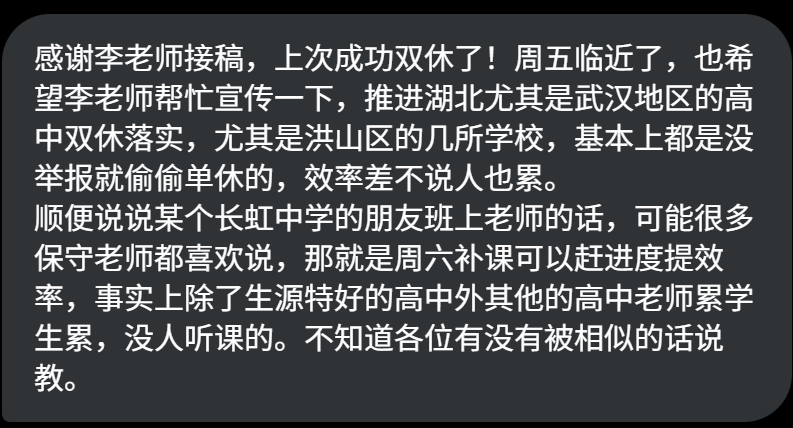 感谢李老师接稿，上次成功双休了！周五临近了，也希
望李老师帮忙宣传一下，推进湖北尤其是武汉地区的高
中双休落实，尤其是洪山区的几所学校，基本上都是没
举报就偷偷单休的，效率差不说人也累。
顺便说说某个长虹中学的朋友班上老师的话，可能很多
保守老师都喜欢说，那就是周六补课可以赶进度提效
率，事实上除了生源特好的高中外其他的高中老师累学
生累，没人听课的。不知道各位有没有被相似的话说
教。